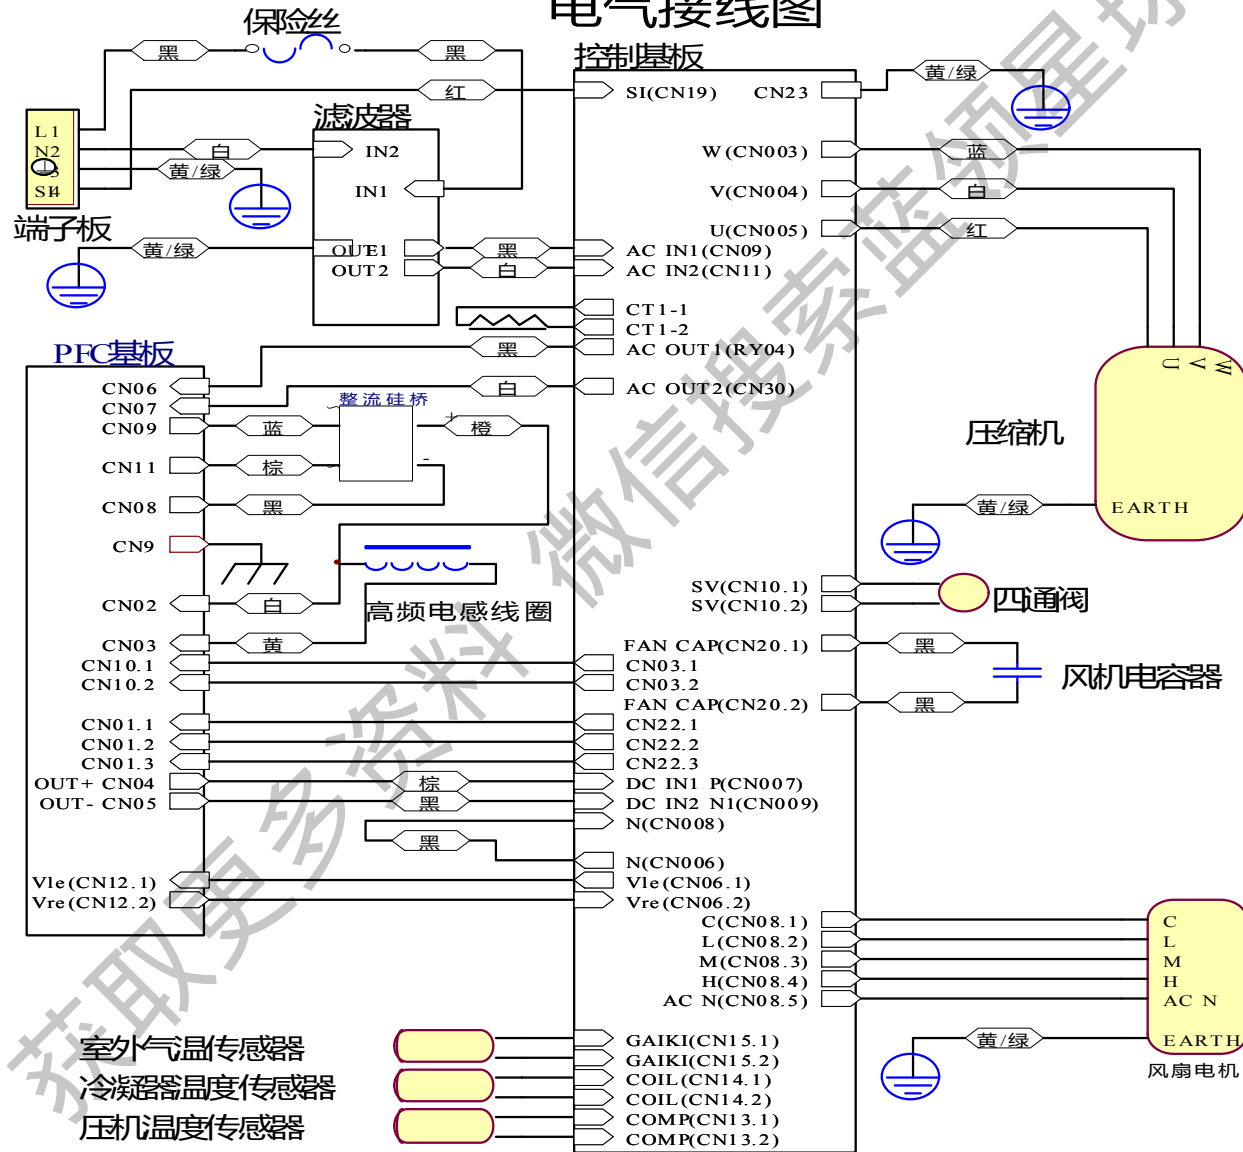 电气接线图
保险丝
控制基板
黑
黑
黄/绿
红
SI(CN19)
CN23
滤波器
L1
N2
3
SI4
白
IN2
黄/绿
IN1
端子板
W(CN003)
蓝
V(CN004)
白
U(CN005)
红
黄/绿
OUTE1
黑
AC IN1(CN09)
OUT2
白
AC IN2(CN11)
CT1-1
CT1-2
PFC基板
黑
AC OUT1(RY04)
U
V
W
CN06
白
AC OUT2(CN30)
CN07
整流硅桥
CN09
蓝
+
橙
压缩机
CN11
棕
-
CN08
黑
黄/绿
EARTH
CN9
CN02
白
高频电感线圈
SV(CN10.1)
SV(CN10.2)
四通阀
CN03
黄
FAN CAP(CN20.1)
黑
CN10.1
CN03.1
CN10.2
CN03.2
风机电容器
FAN CAP(CN20.2)
黑
CN01.1
CN22.1
CN01.2
CN22.2
CN01.3
CN22.3
OUT+ CN04
棕
DC IN1 P(CN007)
OUT- CN05
黑
DC IN2 N1(CN009)
N(CN008)
黑
N(CN006)
Vle(CN12.1)
Vle(CN06.1)
Vre(CN12.2)
Vre(CN06.2)
C(CN08.1)
C
L(CN08.2)
L
M(CN08.3)
M
H(CN08.4)
H
AC N(CN08.5)
AC N
室外气温传感器
GAIKI(CN15.1)
黄/绿
EARTH
GAIKI(CN15.2)
风扇电机
冷凝器温度传感器
COIL(CN14.1)
COIL(CN14.2)
压机温度传感器
COMP(CN13.1)
COMP(CN13.2)
获取更多资料 微信搜索蓝领星球